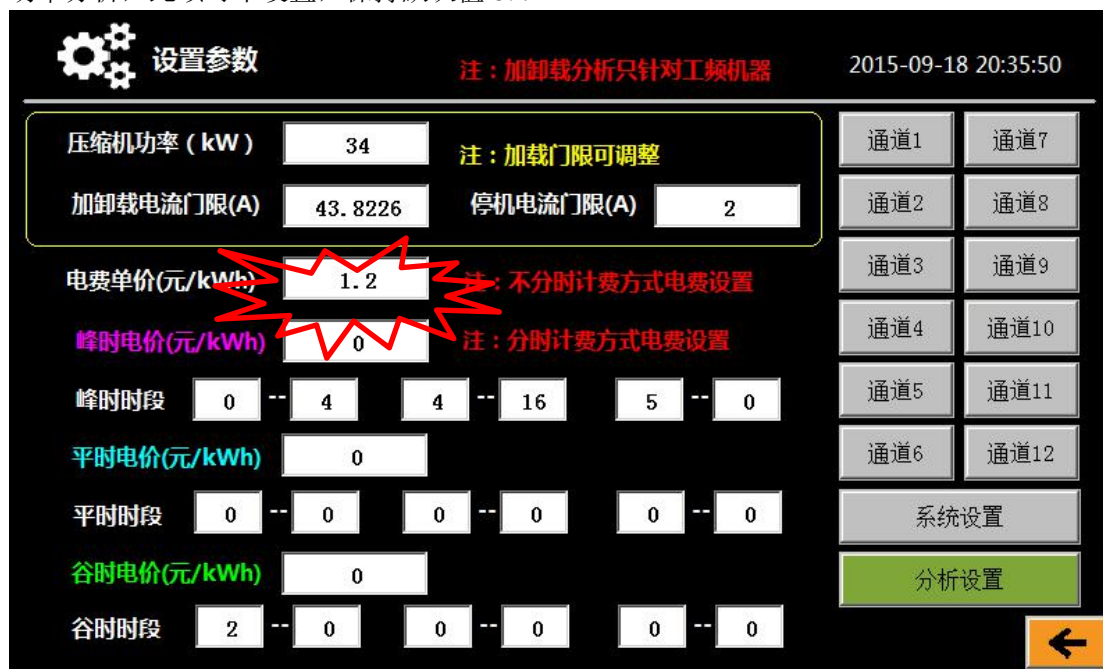 设置参数 注：加卸载分析只针对工频机器 2015-09-18 20:35:50
压缩机功率（kW） 34 注：加载门限可调整 通道1 通道7
加卸载电流门限(A) 43.8226 停机电流门限(A) 2 通道2 通道8
电费单价(元/kWh) 1.2 注：不分时计费方式电费设置 通道3 通道9
峰时电价(元/kWh) 0 注：分时计费方式电费设置 通道4 通道10
峰时时段 0 -- 4 4 -- 16 5 -- 0 通道5 通道11
平时电价(元/kWh) 0 通道6 通道12
平时时段 0 -- 0 0 -- 0 0 -- 0 系统设置
谷时电价(元/kWh) 0 分析设置
谷时时段 2 -- 0 0 -- 0 0 -- 0